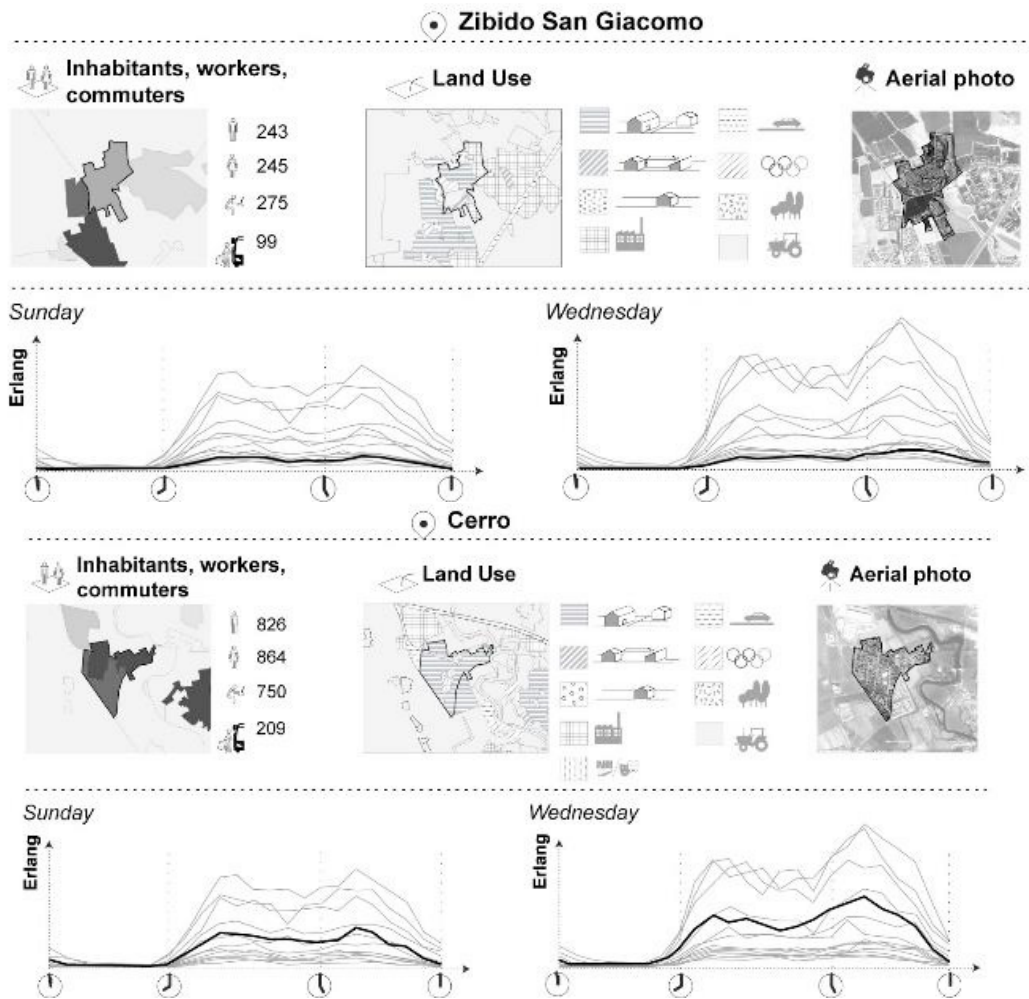 Zibido San Giacomo
Inhabitants, workers,
commuters
Land Use
Aerial photo
243
245
275
99
Sunday
Wednesday
Erlang
Erlang
Cerro
Inhabitants, workers,
commuters
Land Use
Aerial photo
826
864
750
209
Sunday
Wednesday
Erlang
Erlang